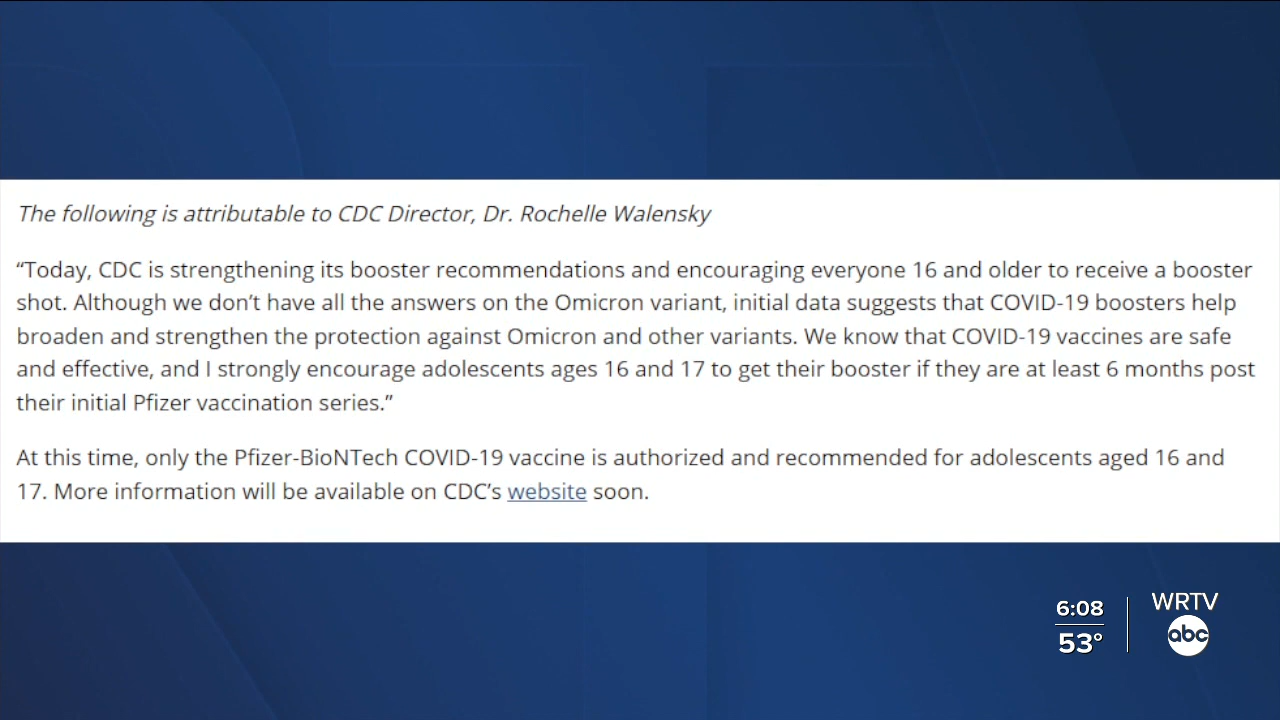 The following is attributable to CDC Director, Dr. Rochelle Walensky
“Today, CDC is strengthening its booster recommendations and encouraging everyone 16 and older to receive a booster
shot. Although we don’t have all the answers on the Omicron variant, initial data suggests that COVID-19 boosters help
broaden and strengthen the protection against Omicron and other variants. We know that COVID-19 vaccines are safe
and effective, and I strongly encourage adolescents ages 16 and 17 to get their booster if they are at least 6 months post
their initial Pfizer vaccination series.”
At this time, only the Pfizer-BioNTech COVID-19 vaccine is authorized and recommended for adolescents aged 16 and
17. More information will be available on CDC’s website soon.
6:08
53°
WRTV
abc